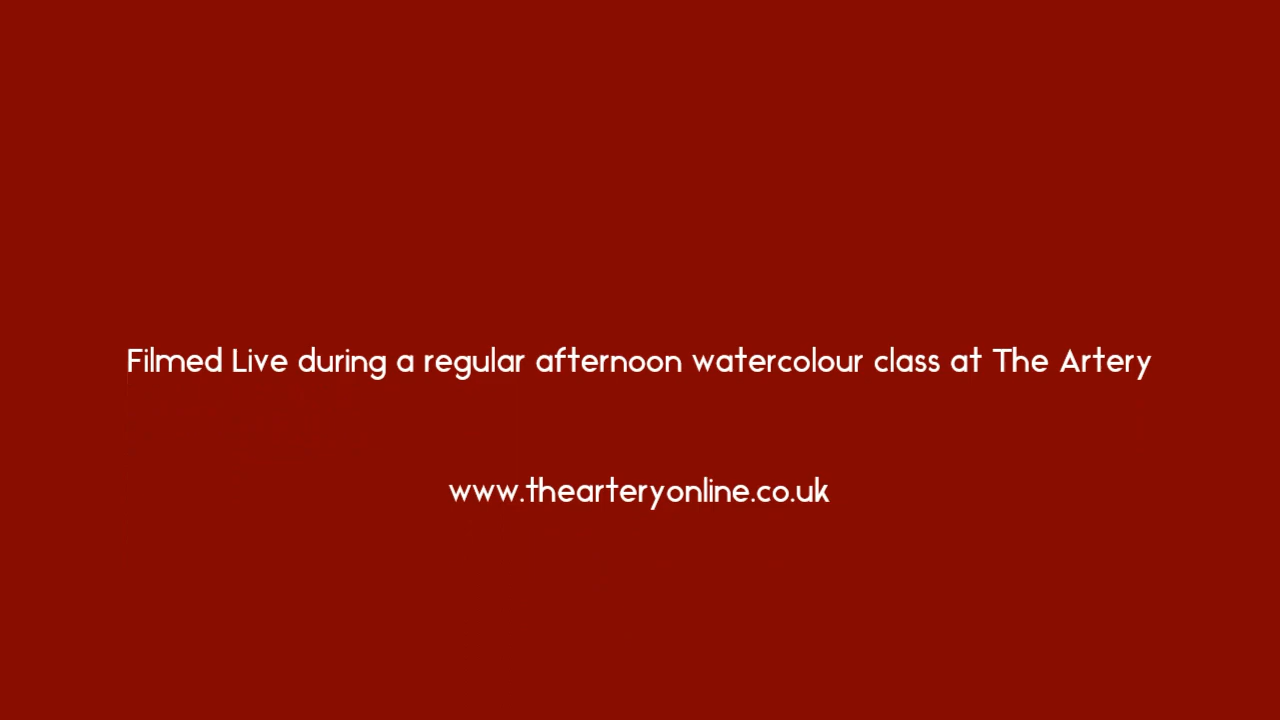 Filmed Live during a regular afternoon watercolour class at The Artery
www.thearteryonline.co.uk